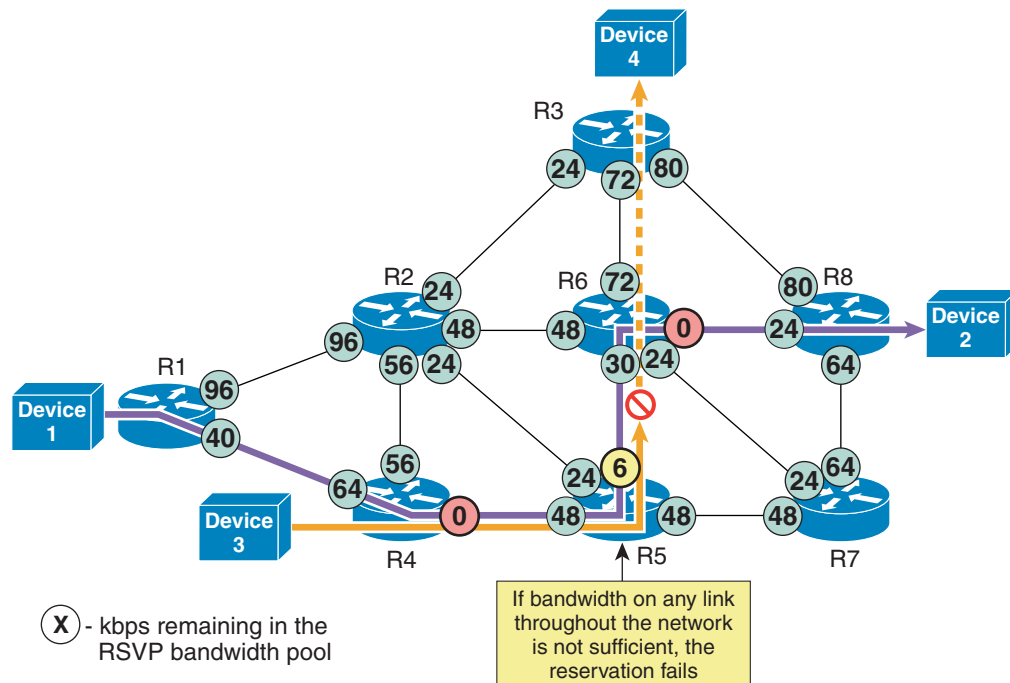 Device
4
R3
24
72
80
R2
24
R6
72
80
R8
96
48
48
0
24
Device
2
R1
56
24
30
24
64
96
Device
1
40
56
6
64
24
24
64
0
48
48
48
Device
3
R4
R5
R7
If bandwidth on any link
throughout the network
is not sufficient, the
reservation fails
X - kbps remaining in the
RSVP bandwidth pool